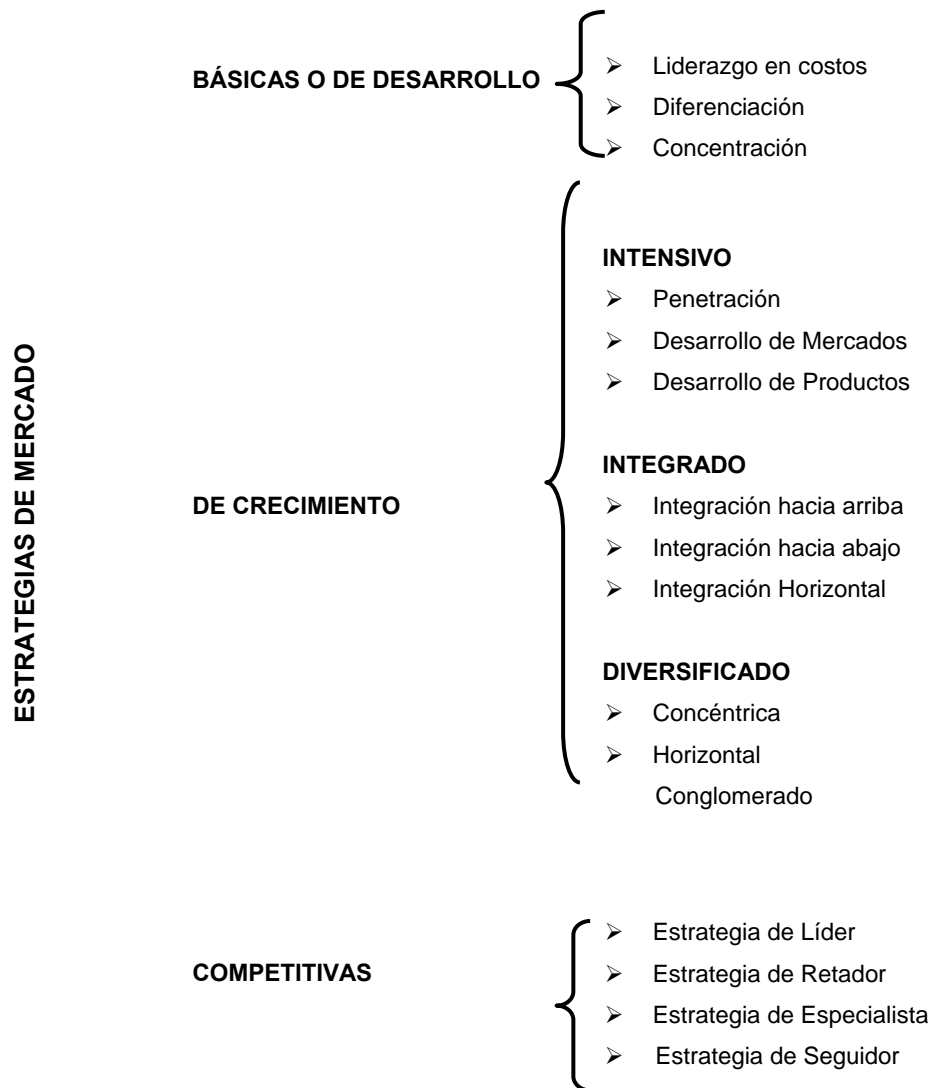 ESTRATEGIAS DE MERCADO
BÁSICAS O DE DESARROLLO
➢ Liderazgo en costos
➢ Diferenciación
➢ Concentración
DE CRECIMIENTO
INTENSIVO
➢ Penetración
➢ Desarrollo de Mercados
➢ Desarrollo de Productos
INTEGRADO
➢ Integración hacia arriba
➢ Integración hacia abajo
➢ Integración Horizontal
DIVERSIFICADO
➢ Concéntrica
➢ Horizontal
Conglomerado
COMPETITIVAS
➢ Estrategia de Líder
➢ Estrategia de Retador
➢ Estrategia de Especialista
➢ Estrategia de Seguidor